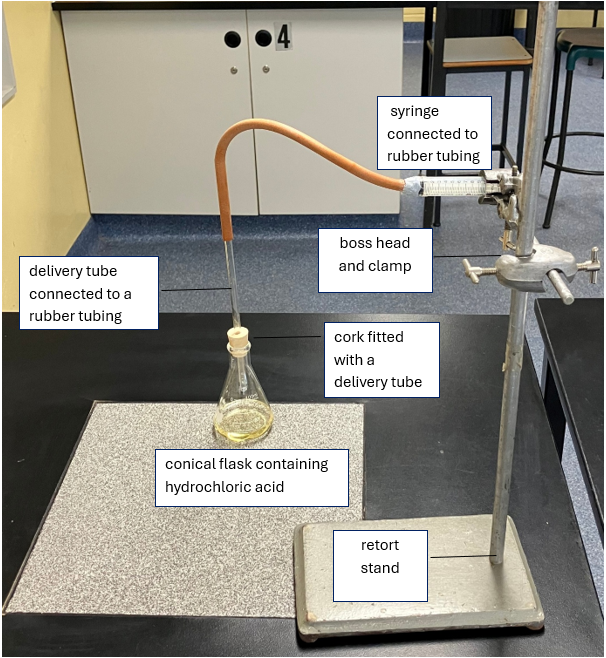 4
syringe
connected to
rubber tubing
boss head
and clamp
delivery tube
connected to a
rubber tubing
cork fitted
with a
delivery tube
conical flask containing
hydrochloric acid
retort
stand